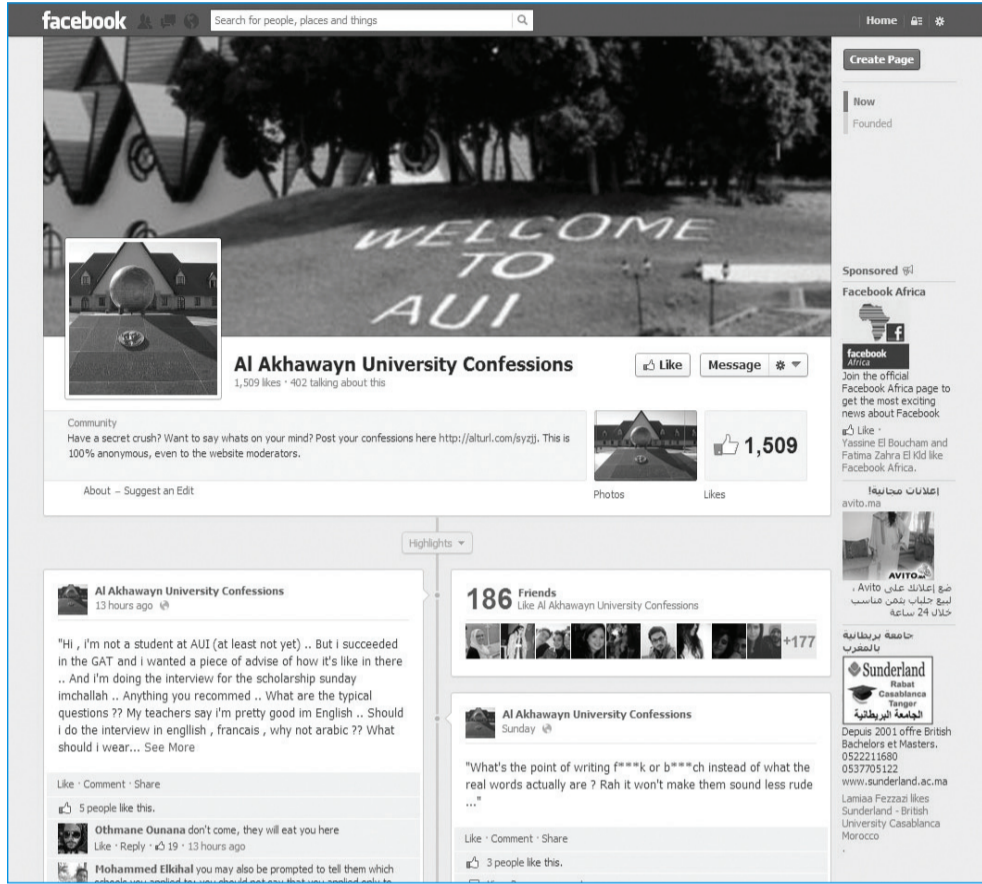 facebook
Search for people, places and things
Home
Create Page
Now
Founded
WELCOME
TO
AUI
Al Akhawayn University Confessions
1,509 likes · 402 talking about this
Like
Message
Community
Have a secret crush? Want to say whats on your mind? Post your confessions here http://alturl.com/syzjj. This is
100% anonymous, even to the website moderators.
About – Suggest an Edit
Photos
1,509
Likes
Highlights
Al Akhawayn University Confessions
13 hours ago
"Hi , i'm not a student at AUI (at least not yet) .. But i succeeded
in the GAT and i wanted a piece of advise of how it's like in there
.. And i'm doing the interview for the scholarship sunday
imchallah .. Anything you recommed .. What are the typical
questions ?? My teachers say i'm pretty good im English .. Should
i do the interview in engllish , francais , why not arabic ?? What
should i wear... See More
Like · Comment · Share
5 people like this.
Othmane Ounana don't come, they will eat you here
Like · Reply · 19 · 13 hours ago
Mohammed Elkihal you may also be prompted to tell them which
186 Friends
Like Al Akhawayn University Confessions
+177
Al Akhawayn University Confessions
Sunday
"What's the point of writing f***k or b***ch instead of what the
real words actually are ? Rah it won't make them sound less rude
..."
Like · Comment · Share
3 people like this.
Sponsored
Facebook Africa
facebook
Africa
Join the official
Facebook Africa page to
get the most exciting
news about Facebook
Like ·
Yassine El Boucham and
Fatima Zahra El Kld like
Facebook Africa.
إعلانات مجانية!
avito.ma
AVITO.ma
ضع إعلانك على Avito ,
لبيع جلباب بثمن مناسب
خلال 24 ساعة
جامعة بريطانية
بالمغرب
Sunderland
Rabat
Casablanca
Tanger
الجامعة البريطانية
Depuis 2001 offre British
Bachelors et Masters.
0522211680
0537705122
www.sunderland.ac.ma
Lamiaa Fezzazi likes
Sunderland - British
University Casablanca
Morocco
.